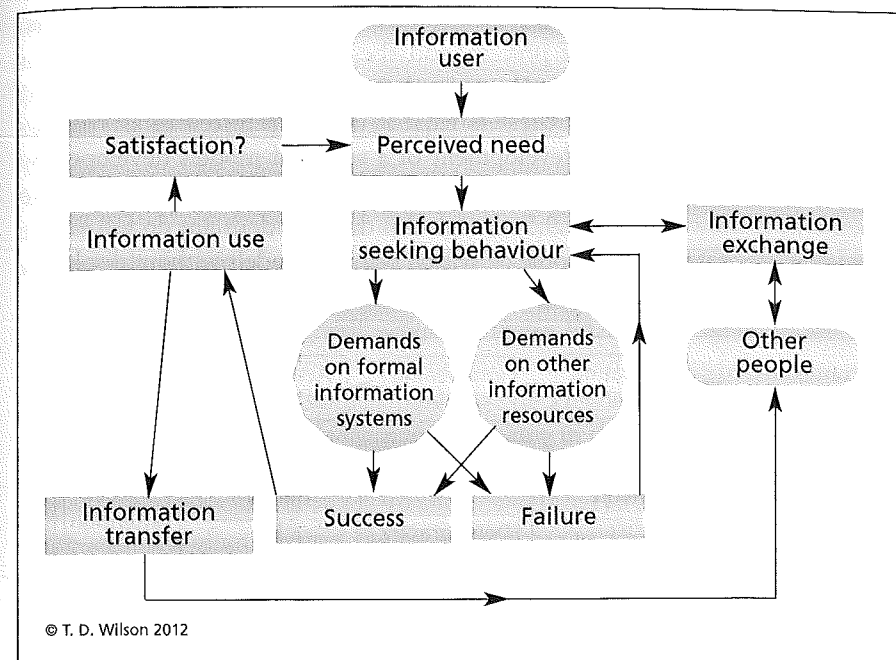 Information
user
Satisfaction?
Perceived need
Information use
Information
seeking behaviour
Information
exchange
Demands
on formal
information
systems
Demands
on other
information
resources
Other
people
Information
transfer
Success
Failure
© T. D. Wilson 2012